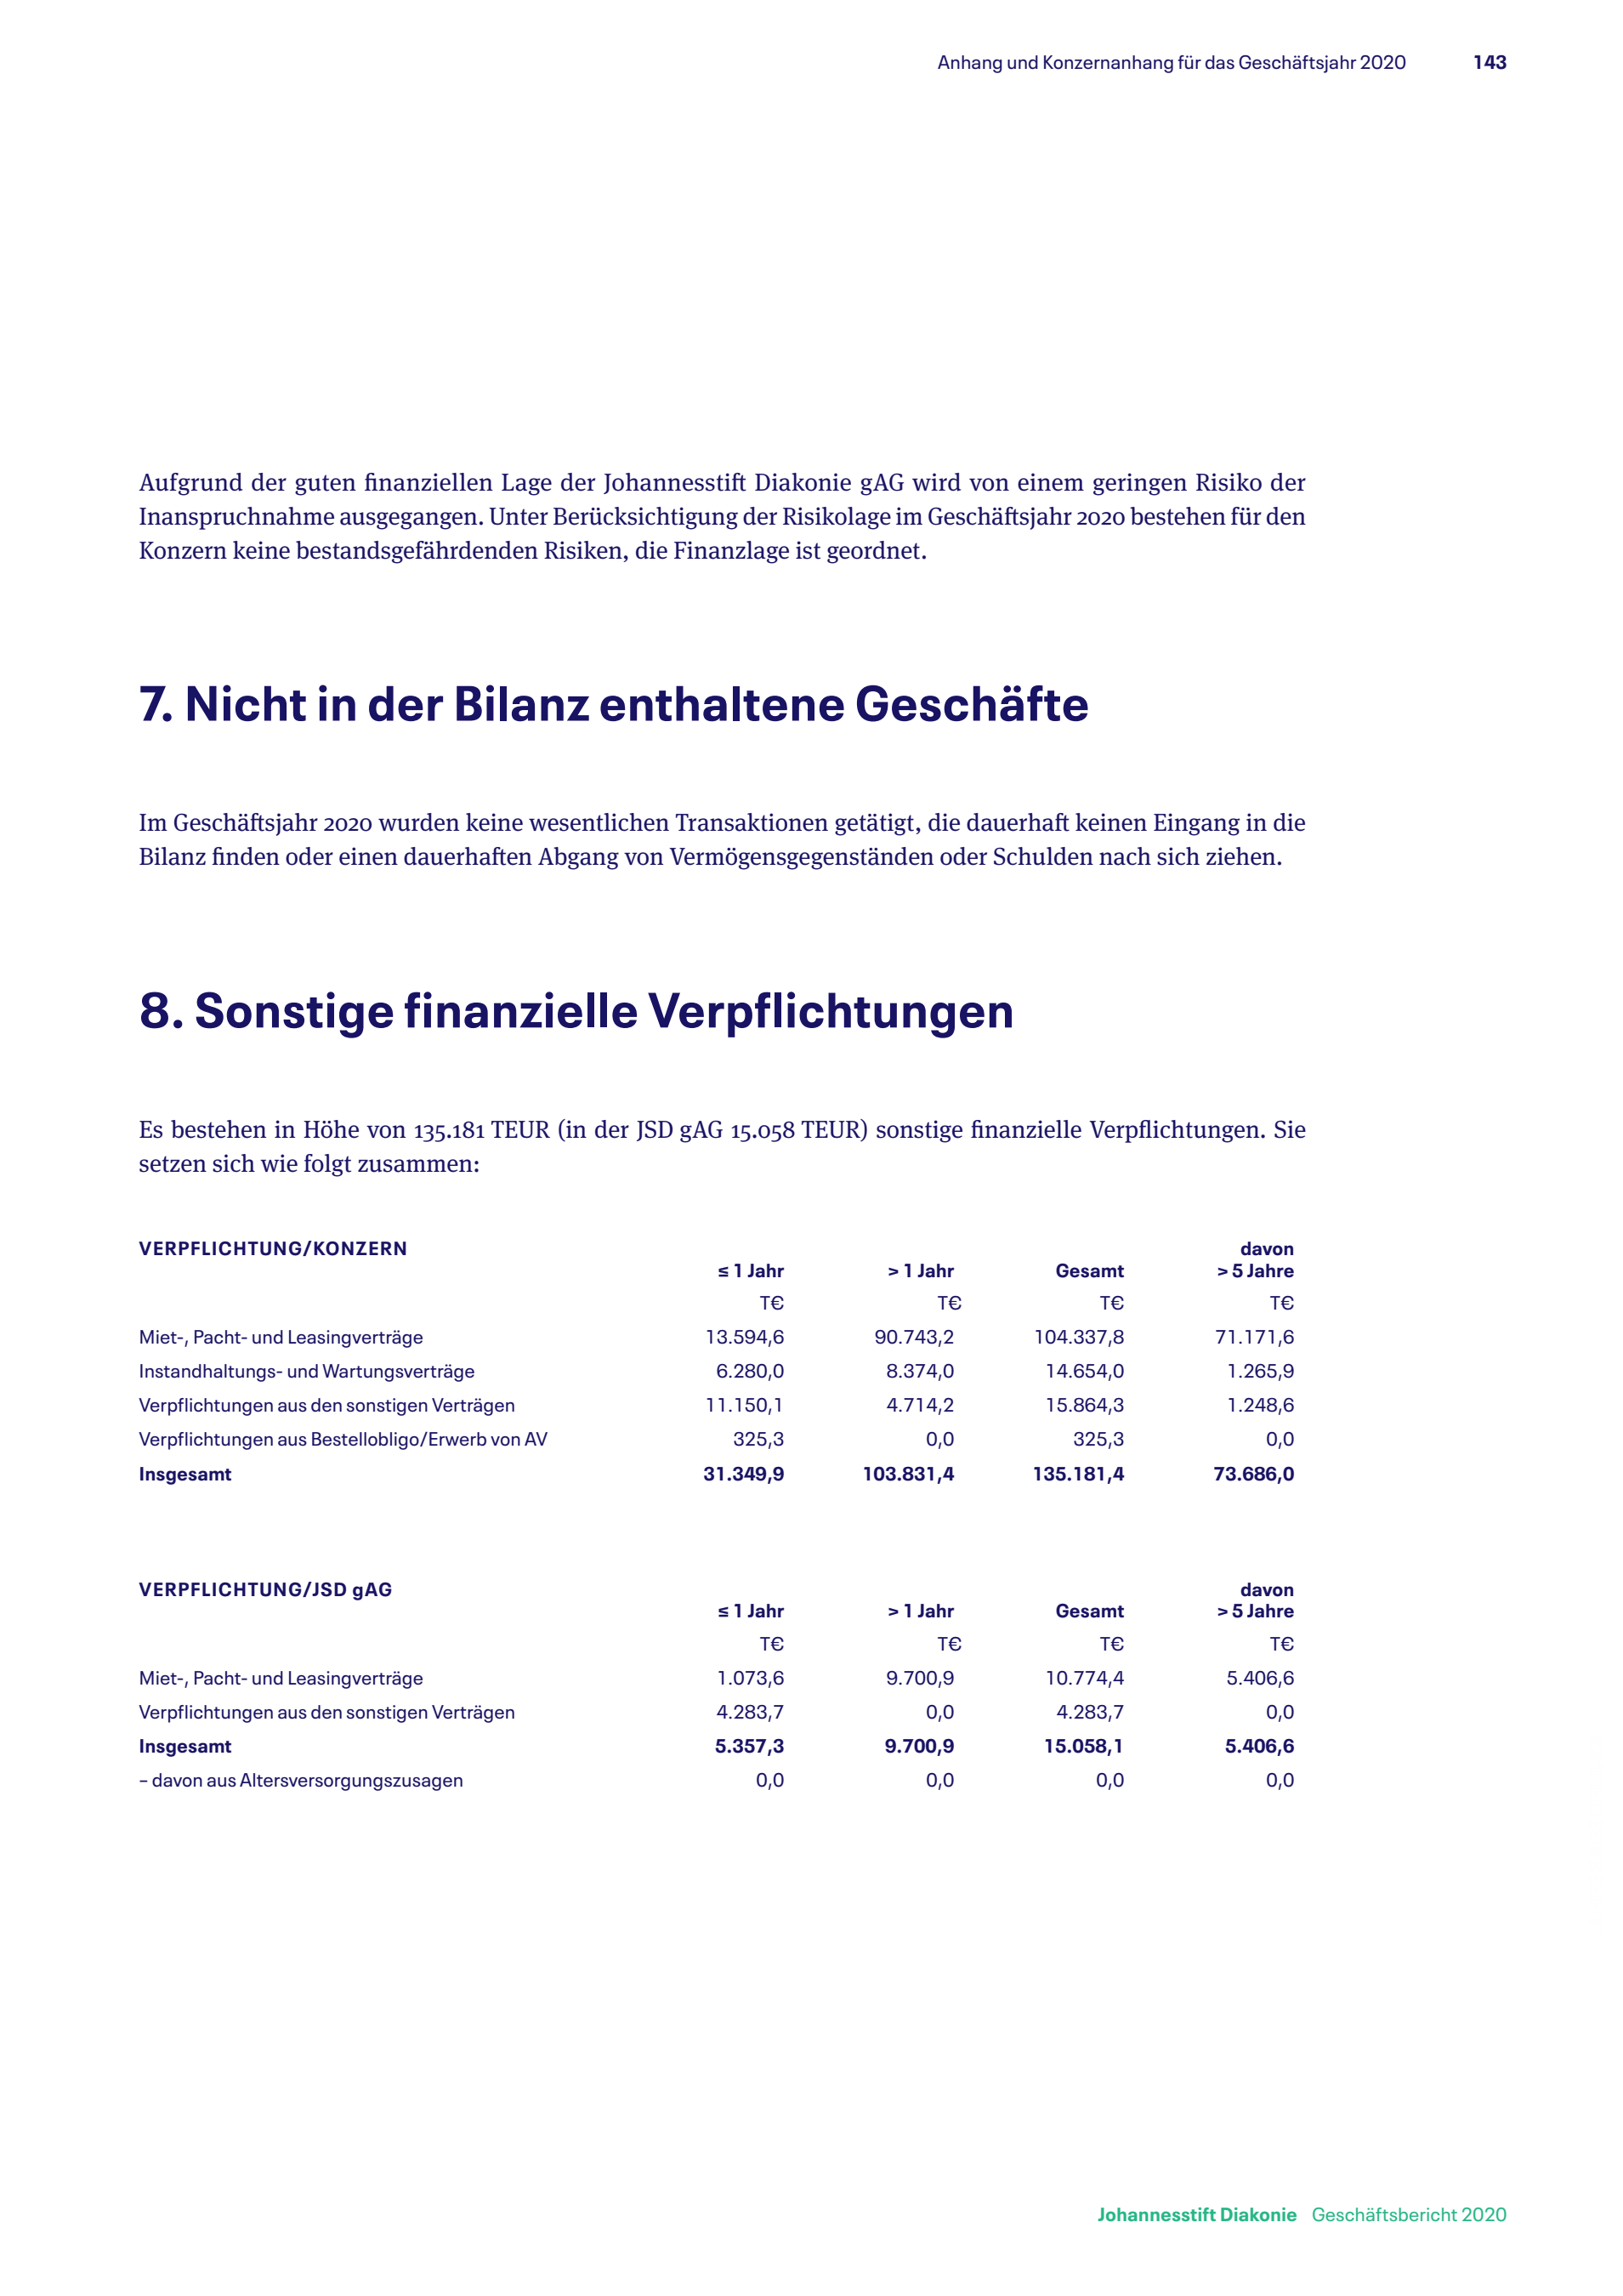 Anhang und Konzernanhang für das Geschäftsjahr 2020 143
Aufgrund der guten finanziellen Lage der Johannesstift Diakonie gAG wird von einem geringen Risiko der
Inanspruchnahme ausgegangen. Unter Berücksichtigung der Risikolage im Geschäftsjahr 2020 bestehen für den
Konzern keine bestandsgefährdenden Risiken, die Finanzlage ist geordnet.
7. Nicht in der Bilanz enthaltene Geschäfte
Im Geschäftsjahr 2020 wurden keine wesentlichen Transaktionen getätigt, die dauerhaft keinen Eingang in die
Bilanz finden oder einen dauerhaften Abgang von Vermögensgegenständen oder Schulden nach sich ziehen.
8. Sonstige finanzielle Verpflichtungen
Es bestehen in Höhe von 135.181 TEUR (in der JSD gAG 15.058 TEUR) sonstige finanzielle Verpflichtungen. Sie
setzen sich wie folgt zusammen:
VERPFLICHTUNG/KONZERN davon
≤ 1 Jahr > 1 Jahr Gesamt > 5 Jahre
T€ T€ T€ T€
Miet-, Pacht- und Leasingverträge 13.594,6 90.743,2 104.337,8 71.171,6
Instandhaltungs- und Wartungsverträge 6.280,0 8.374,0 14.654,0 1.265,9
Verpflichtungen aus den sonstigen Verträgen 11.150,1 4.714,2 15.864,3 1.248,6
Verpflichtungen aus Bestellobligo/Erwerb von AV 325,3 0,0 325,3 0,0
Insgesamt 31.349,9 103.831,4 135.181,4 73.686,0
VERPFLICHTUNG/JSD gAG davon
≤ 1 Jahr > 1 Jahr Gesamt > 5 Jahre
T€ T€ T€ T€
Miet-, Pacht- und Leasingverträge 1.073,6 9.700,9 10.774,4 5.406,6
Verpflichtungen aus den sonstigen Verträgen 4.283,7 0,0 4.283,7 0,0
Insgesamt 5.357,3 9.700,9 15.058,1 5.406,6
– davon aus Altersversorgungszusagen 0,0 0,0 0,0 0,0
Johannesstift Diakonie Geschäftsbericht 2020